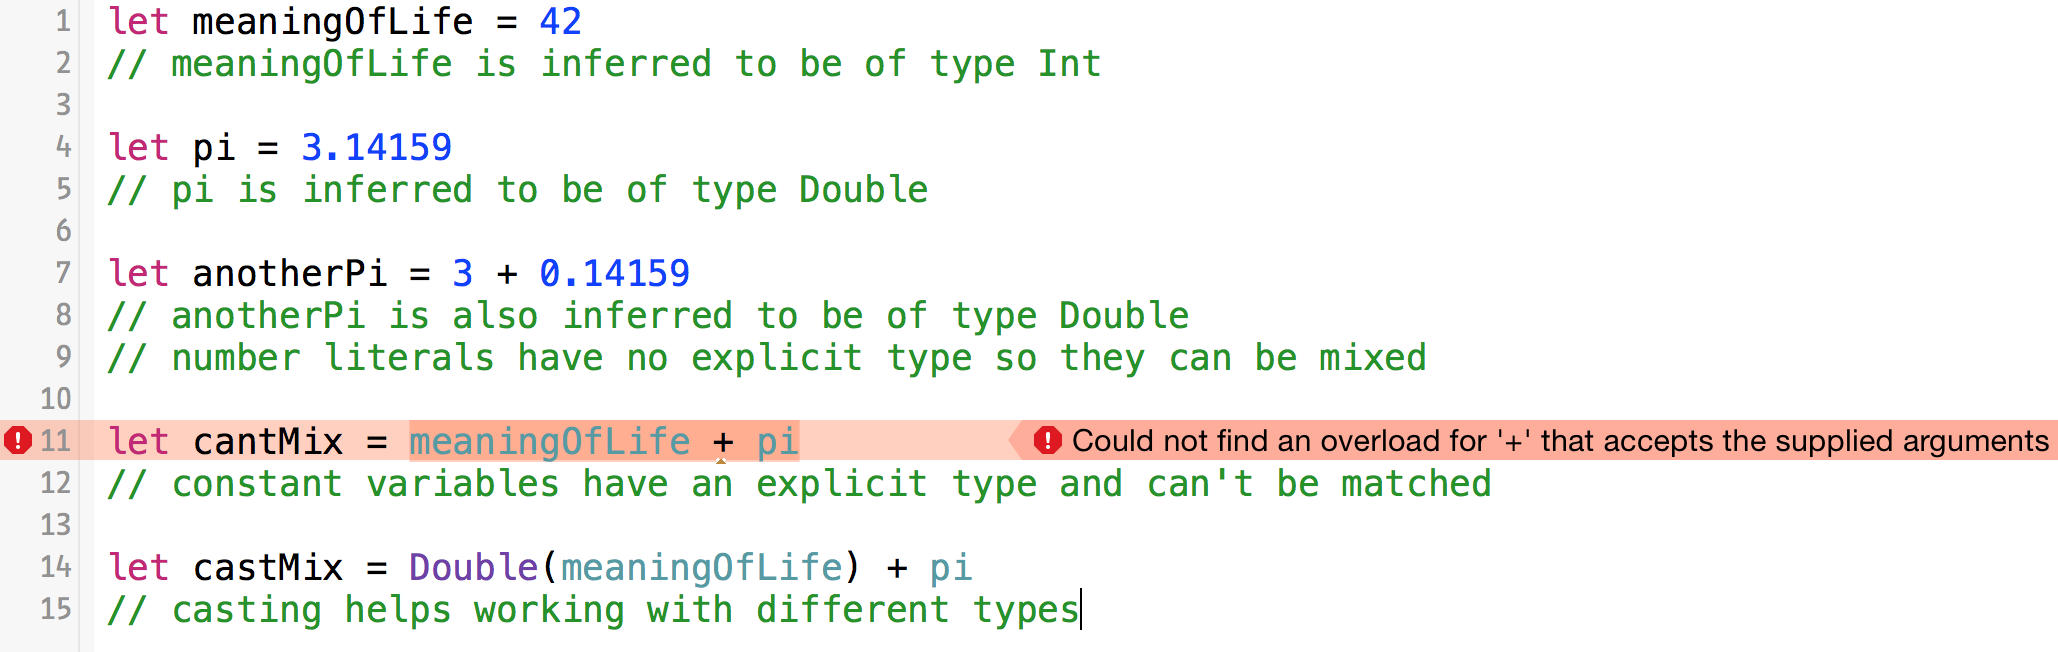 1 let meaningOfLife = 42
2 // meaningOfLife is inferred to be of type Int
3
4 let pi = 3.14159
5 // pi is inferred to be of type Double
6
7 let anotherPi = 3 + 0.14159
8 // anotherPi is also inferred to be of type Double
9 // number literals have no explicit type so they can be mixed
10
11 let cantMix = meaningOfLife + pi Could not find an overload for '+' that accepts the supplied arguments
12 // constant variables have an explicit type and can't be matched
13
14 let castMix = Double(meaningOfLife) + pi
15 // casting helps working with different types